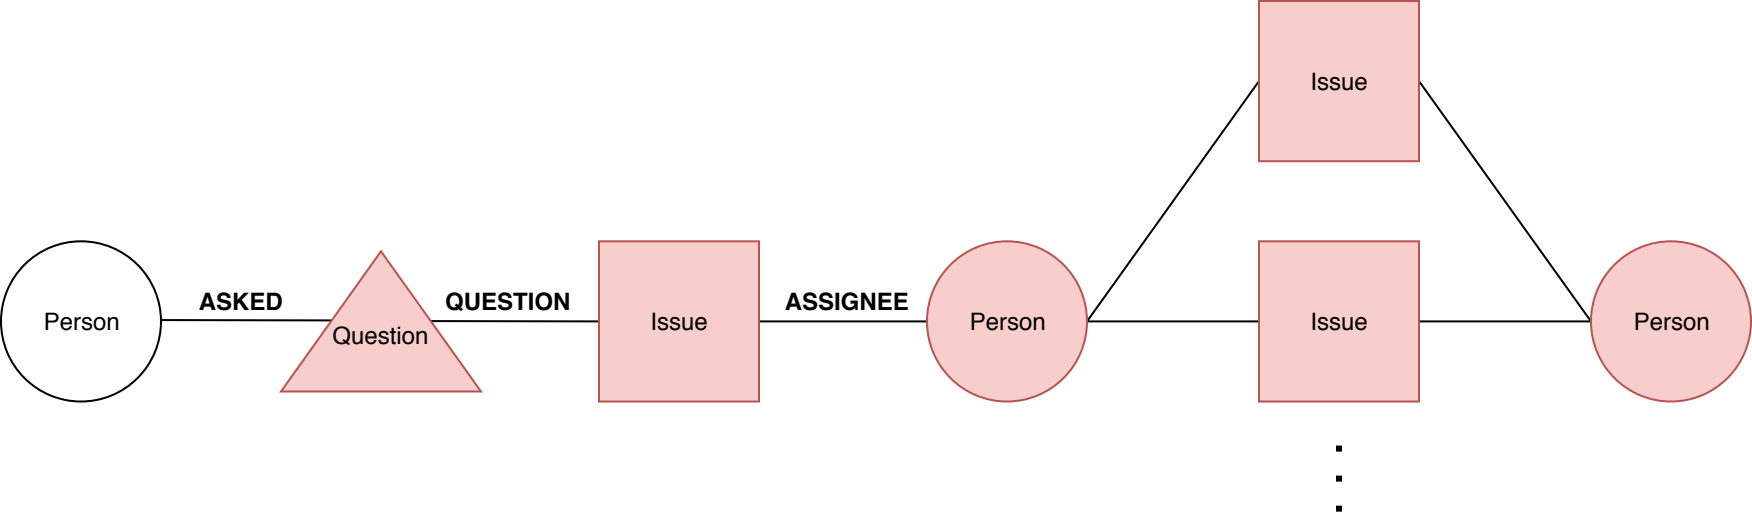 Issue
Person
ASKED
Question
QUESTION
Issue
ASSIGNEE
Person
Issue
Person